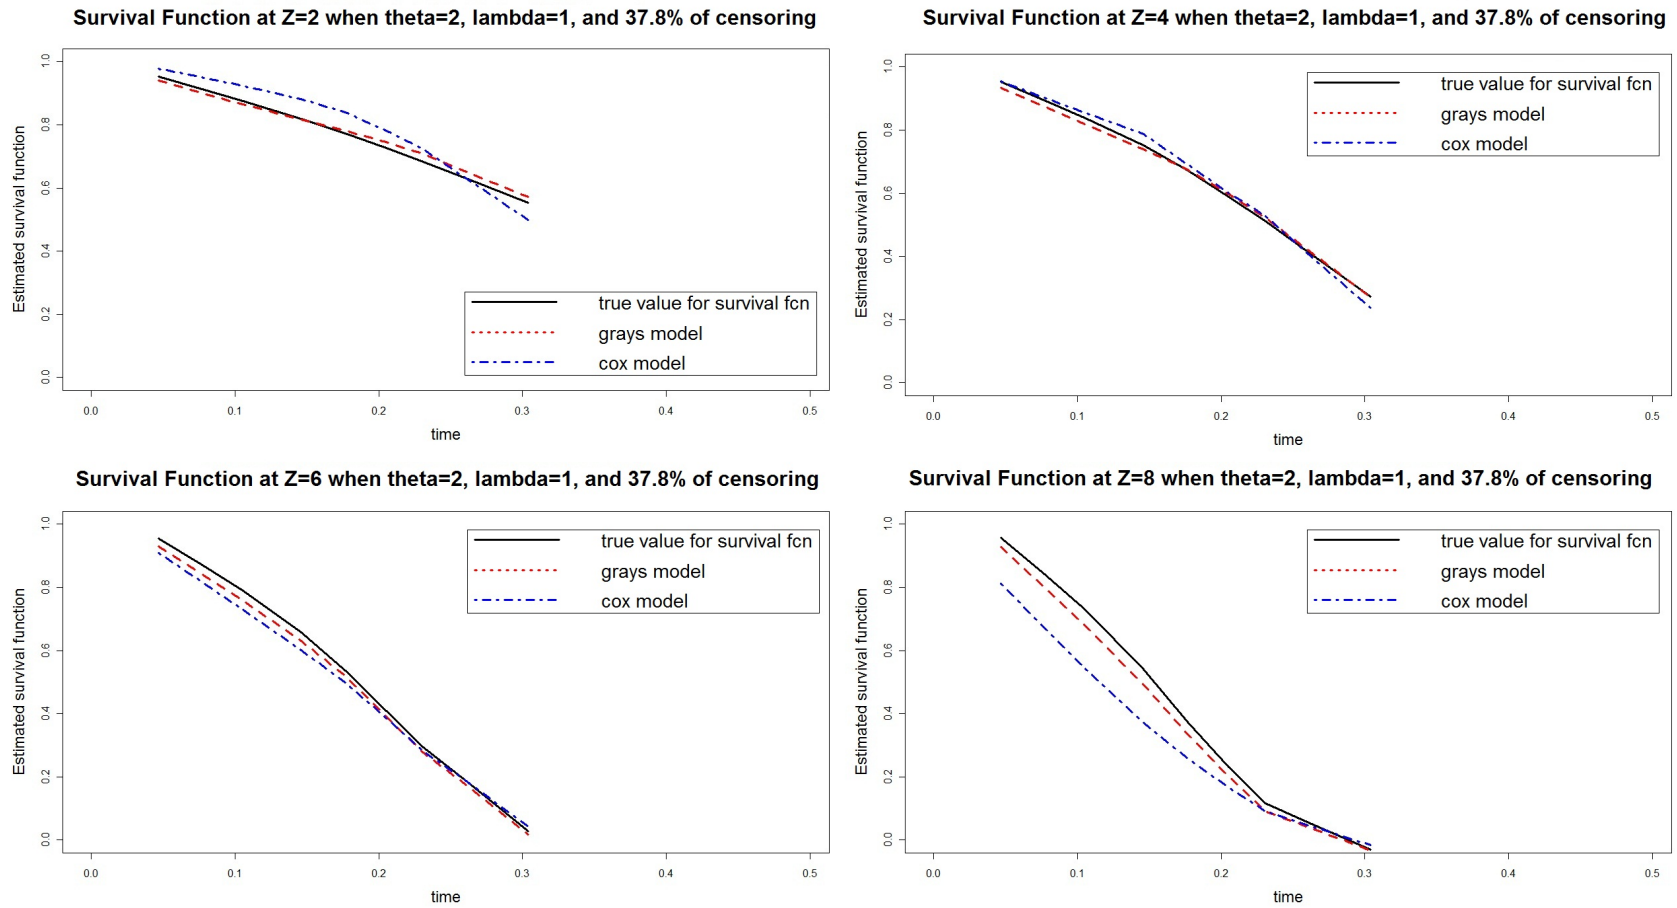 Survival Function at Z=2 when theta=2, lambda=1, and 37.8% of censoring
Estimated survival function
1.0
0.8
0.6
0.4
0.2
0.0
true value for survival fcn
grays model
cox model
0.0 0.1 0.2 0.3 0.4 0.5
time
Survival Function at Z=4 when theta=2, lambda=1, and 37.8% of censoring
Estimated survival function
1.0
0.8
0.6
0.4
0.2
0.0
true value for survival fcn
grays model
cox model
0.0 0.1 0.2 0.3 0.4 0.5
time
Survival Function at Z=6 when theta=2, lambda=1, and 37.8% of censoring
Estimated survival function
1.0
0.8
0.6
0.4
0.2
0.0
true value for survival fcn
grays model
cox model
0.0 0.1 0.2 0.3 0.4 0.5
time
Survival Function at Z=8 when theta=2, lambda=1, and 37.8% of censoring
Estimated survival function
1.0
0.8
0.6
0.4
0.2
0.0
true value for survival fcn
grays model
cox model
0.0 0.1 0.2 0.3 0.4 0.5
time